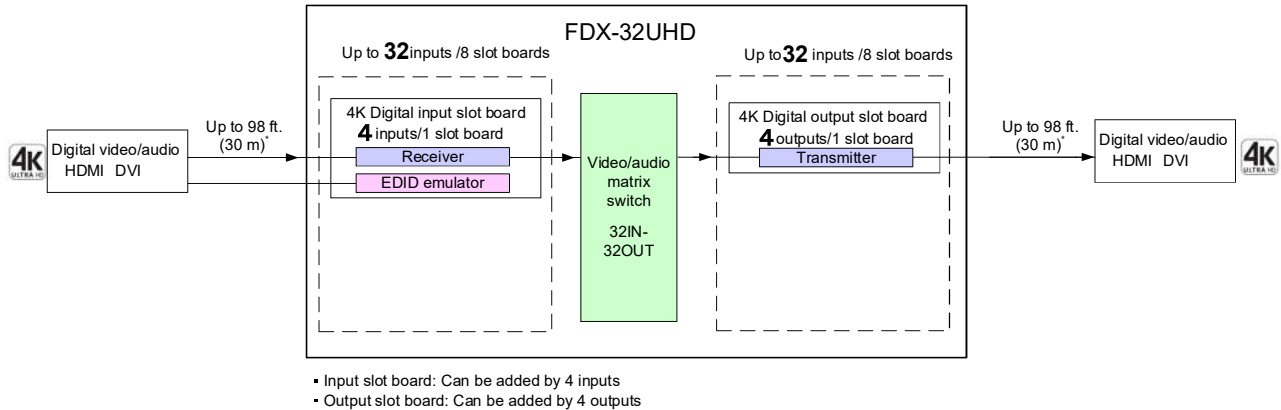 FDX-32UHD
Up to 32 inputs /8 slot boards
Up to 32 inputs /8 slot boards
4K Digital input slot board
4 inputs/1 slot board
Receiver
EDID emulator
4K Digital output slot board
4 outputs/1 slot board
Transmitter
Up to 98 ft.
(30 m)*
Up to 98 ft.
(30 m)*
4K
ULTRA HD
Digital video/audio
HDMI DVI
Video/audio
matrix
switch
32IN-
32OUT
Digital video/audio
HDMI DVI
4K
ULTRA HD
▪ Input slot board: Can be added by 4 inputs
▪ Output slot board: Can be added by 4 outputs